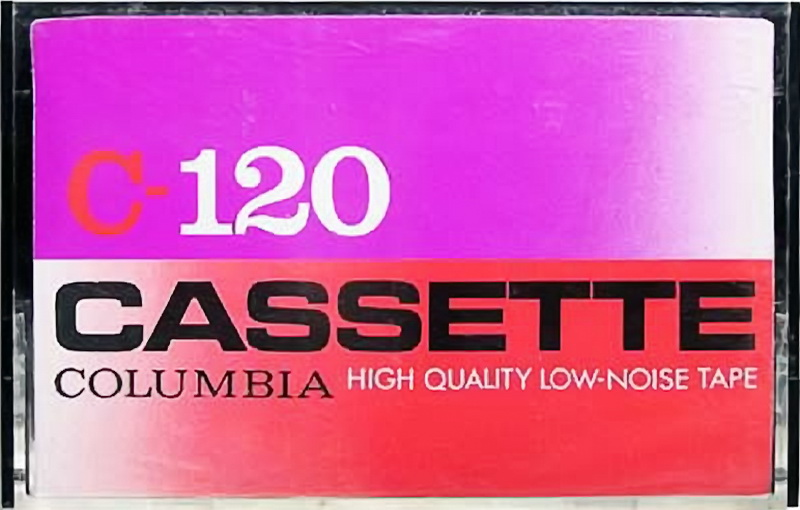 C-120
CASSETTE
COLUMBIA HIGH QUALITY LOW-NOISE TAPE